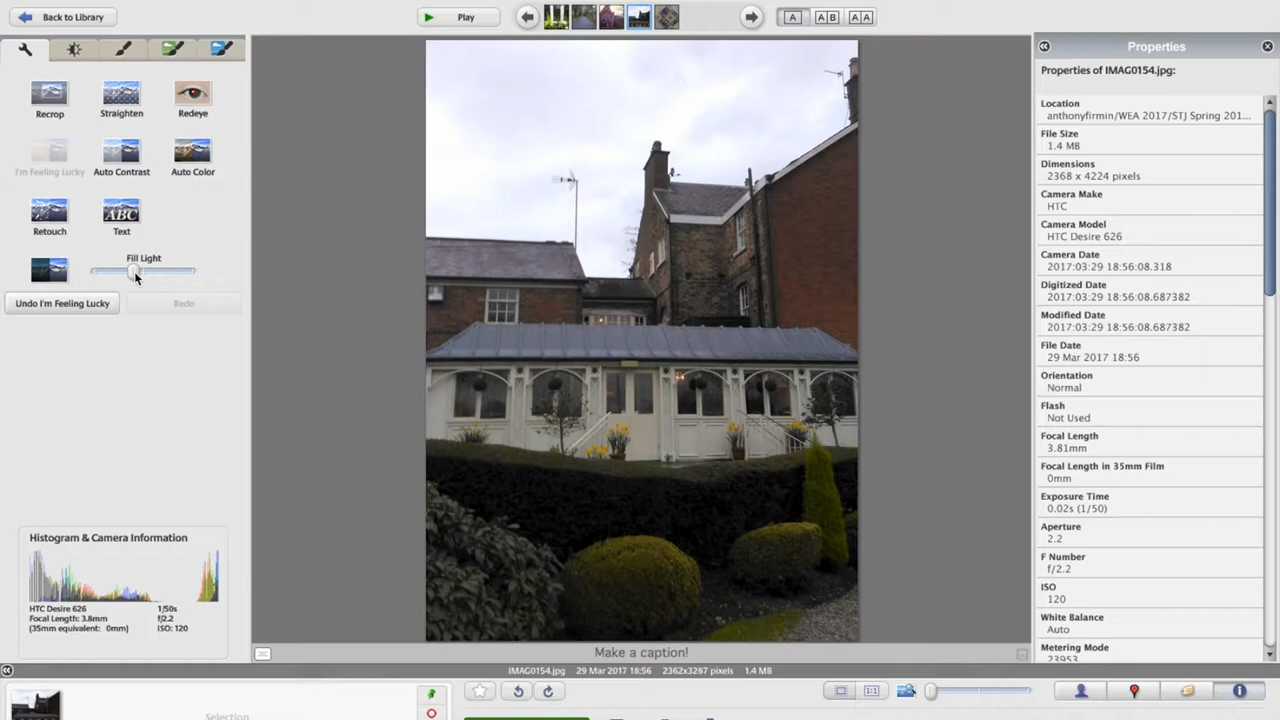 Back to Library
Play
A
AB
AA
Properties
Properties of IMAG0154.jpg:
Recrop
Straighten
Redeye
I'm Feeling Lucky
Auto Contrast
Auto Color
ABC
Retouch
Text
Fill Light
Undo I'm Feeling Lucky
Redo
Location
anthonyfirmin/WEA 2017/STJ Spring 201...
File Size
1.4 MB
Dimensions
2368 x 4224 pixels
Camera Make
HTC
Camera Model
HTC Desire 626
Camera Date
2017:03:29 18:56:08.318
Digitized Date
2017:03:29 18:56:08.687382
Modified Date
2017:03:29 18:56:08.687382
File Date
29 Mar 2017 18:56
Orientation
Normal
Flash
Not Used
Focal Length
3.81mm
Focal Length in 35mm Film
0mm
Exposure Time
0.02s (1/50)
Aperture
2.2
F Number
f/2.2
ISO
120
White Balance
Auto
Metering Mode
23953
Histogram & Camera Information
HTC Desire 626 1/50s
Focal Length: 3.8mm f/2.2
(35mm equivalent: 0mm) ISO: 120
Make a caption!
IMAG0154.jpg 29 Mar 2017 18:56 2362x3287 pixels 1.4 MB
1:1
Selection